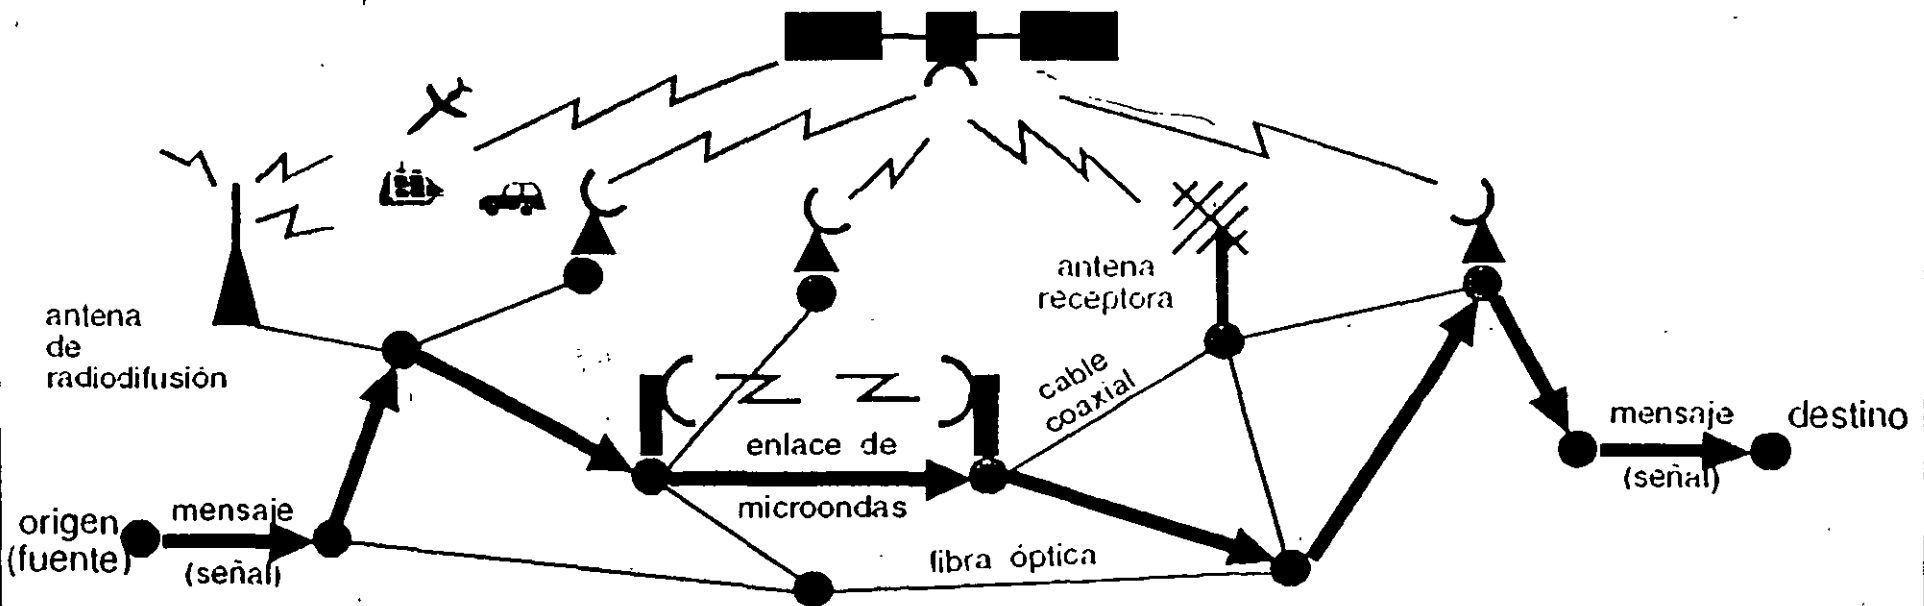 antena
de
radiodifusión
antena
receptora
cable
coaxial
enlace de
microondas
mensaje
(señal)
destino
origen
(fuente)
mensaje
(señal)
fibra óptica